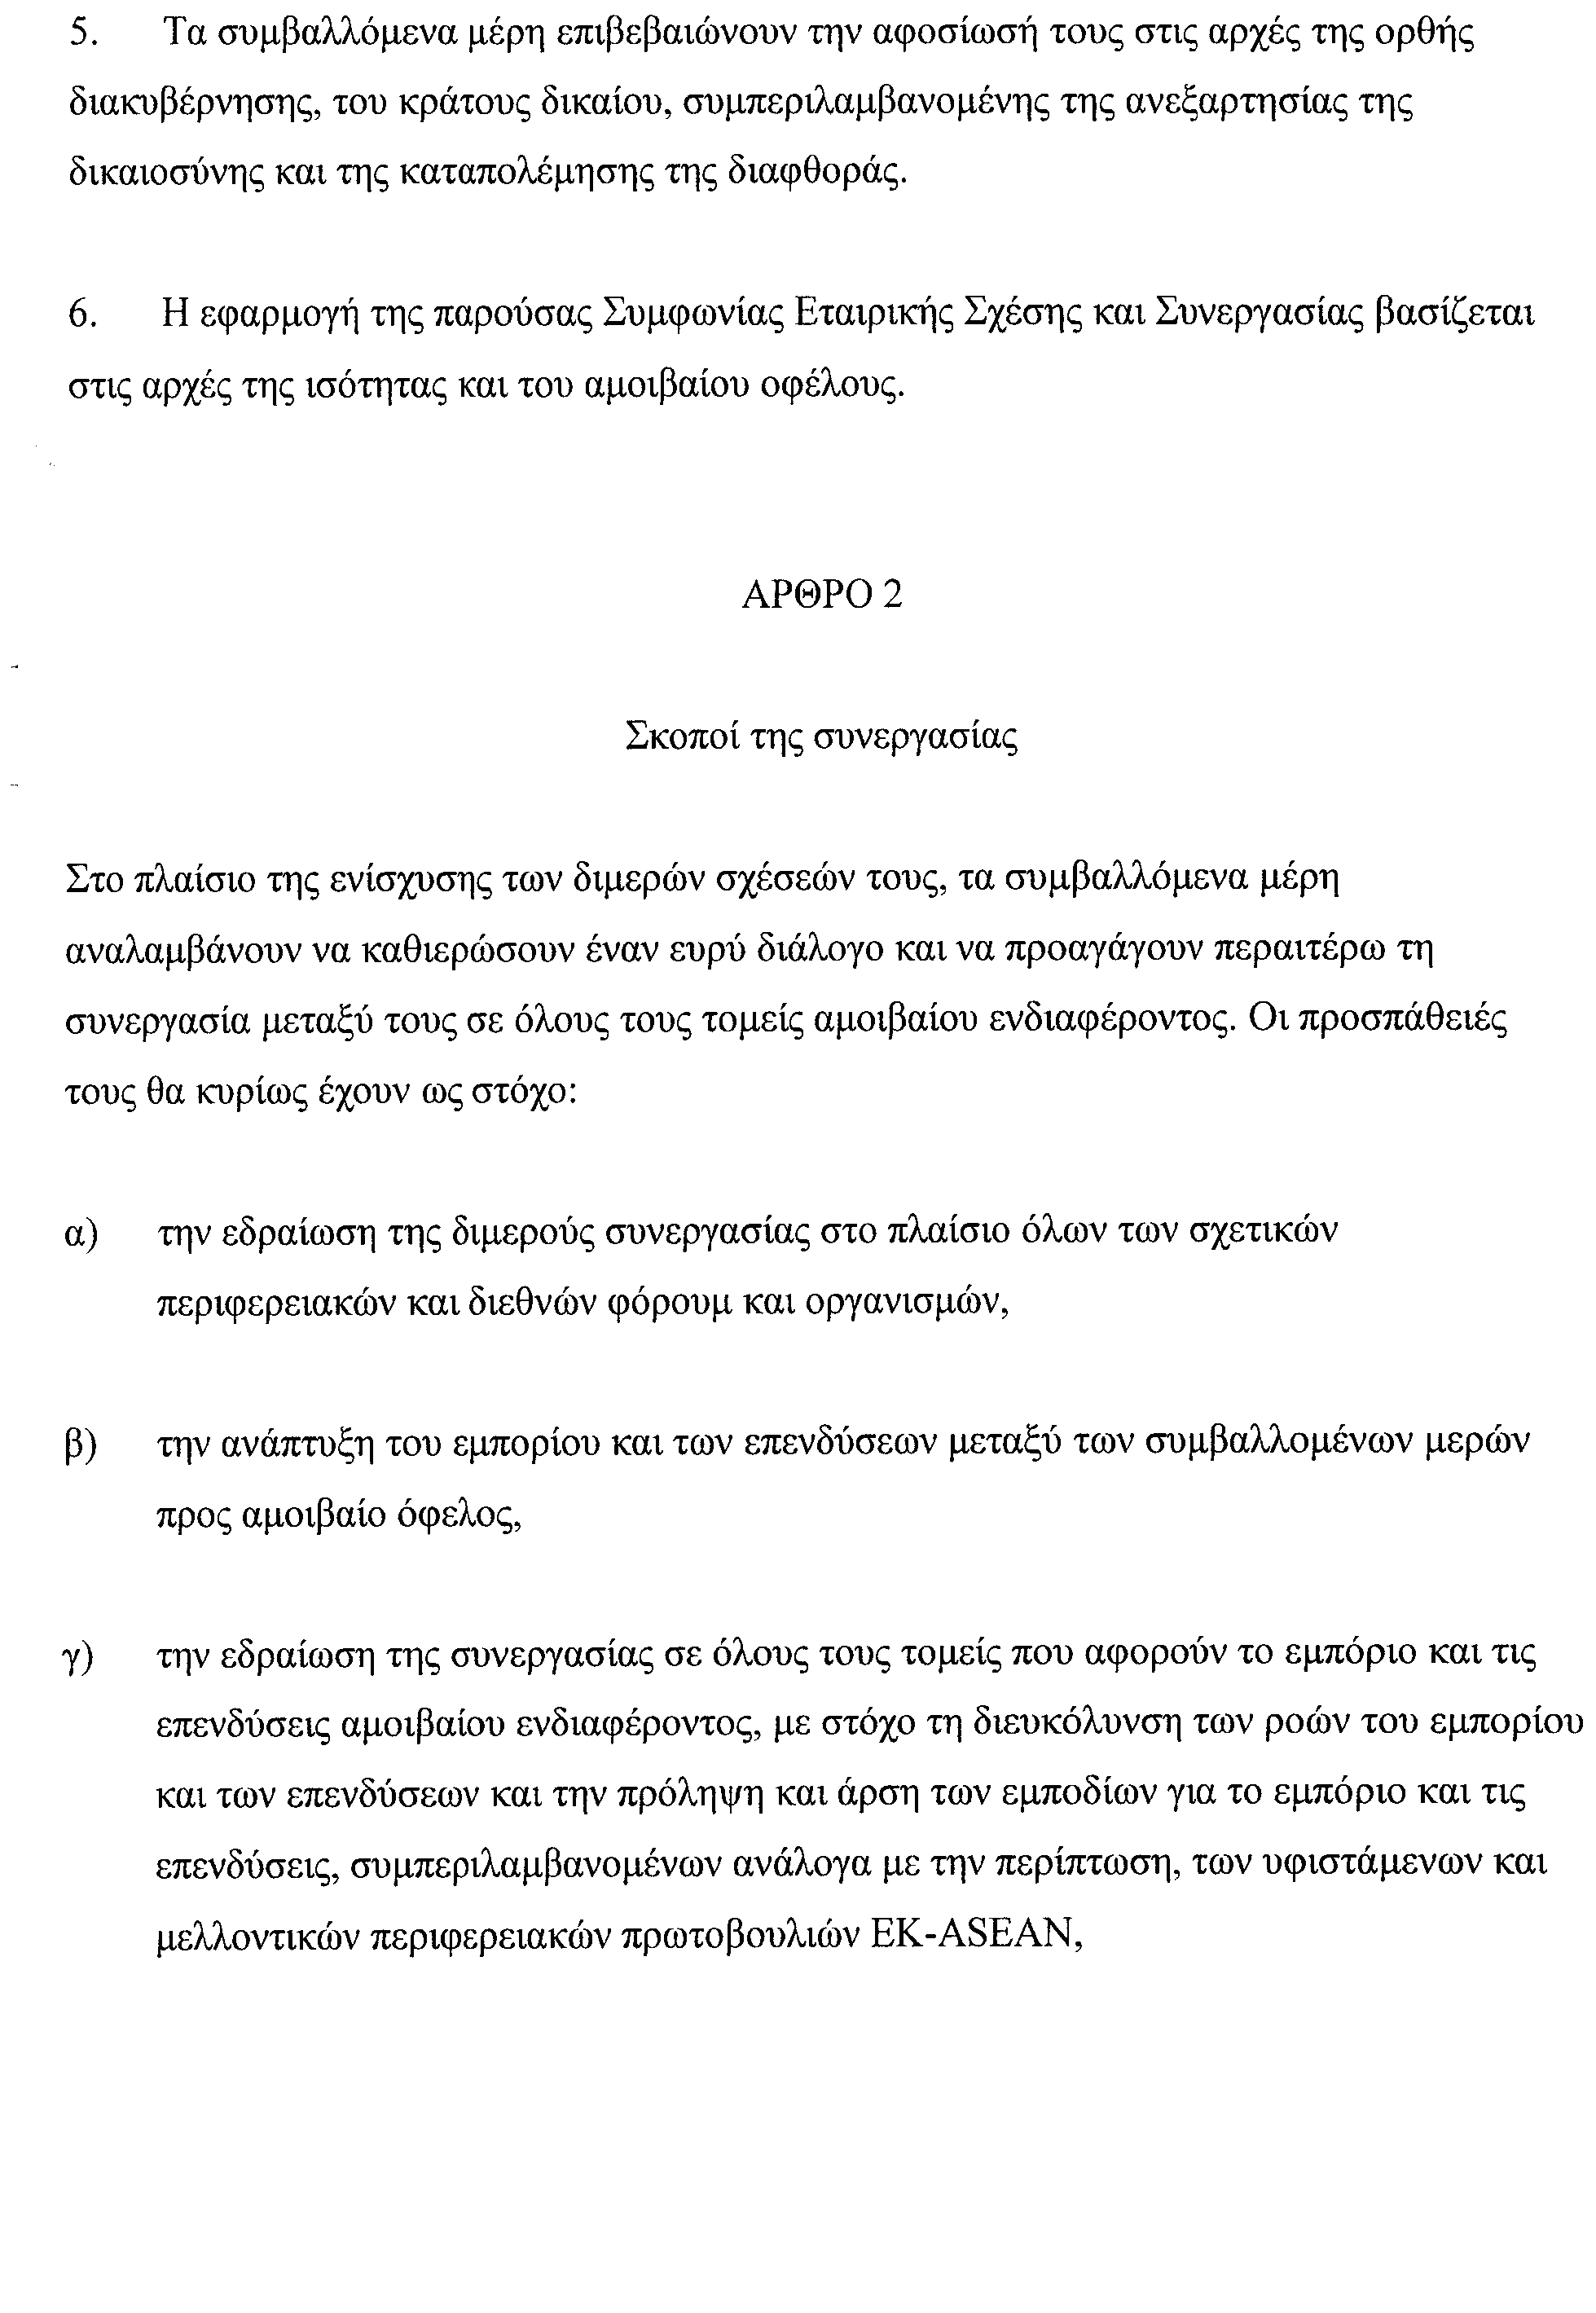 5. Τα συμβαλλόμενα μέρη επιβεβαιώνουν την αφοσίωσή τους στις αρχές της ορθής
διακυβέρνησης, του κράτους δικαίου, συμπεριλαμβανομένης της ανεξαρτησίας της
δικαιοσύνης και της καταπολέμησης της διαφθοράς.
6. Η εφαρμογή της παρούσας Συμφωνίας Εταιρικής Σχέσης και Συνεργασίας βασίζεται
στις αρχές της ισότητας και του αμοιβαίου οφέλους.
ΑΡΘΡΟ 2
Σκοποί της συνεργασίας
Στο πλαίσιο της ενίσχυσης των διμερών σχέσεών τους, τα συμβαλλόμενα μέρη
αναλαμβάνουν να καθιερώσουν έναν ευρύ διάλογο και να προαγάγουν περαιτέρω τη
συνεργασία μεταξύ τους σε όλους τους τομείς αμοιβαίου ενδιαφέροντος. Οι προσπάθειές
τους θα κυρίως έχουν ως στόχο:
α) την εδραίωση της διμερούς συνεργασίας στο πλαίσιο όλων των σχετικών
περιφερειακών και διεθνών φόρουμ και οργανισμών,
β) την ανάπτυξη του εμπορίου και των επενδύσεων μεταξύ των συμβαλλομένων μερών
προς αμοιβαίο όφελος,
γ) την εδραίωση της συνεργασίας σε όλους τους τομείς που αφορούν το εμπόριο και τις
επενδύσεις αμοιβαίου ενδιαφέροντος, με στόχο τη διευκόλυνση των ροών του εμπορίου
και των επενδύσεων και την πρόληψη και άρση των εμποδίων για το εμπόριο και τις
επενδύσεις, συμπεριλαμβανομένων ανάλογα με την περίπτωση, των υφιστάμενων και
μελλοντικών περιφερειακών πρωτοβουλιών ΕΚ-ASEAN,